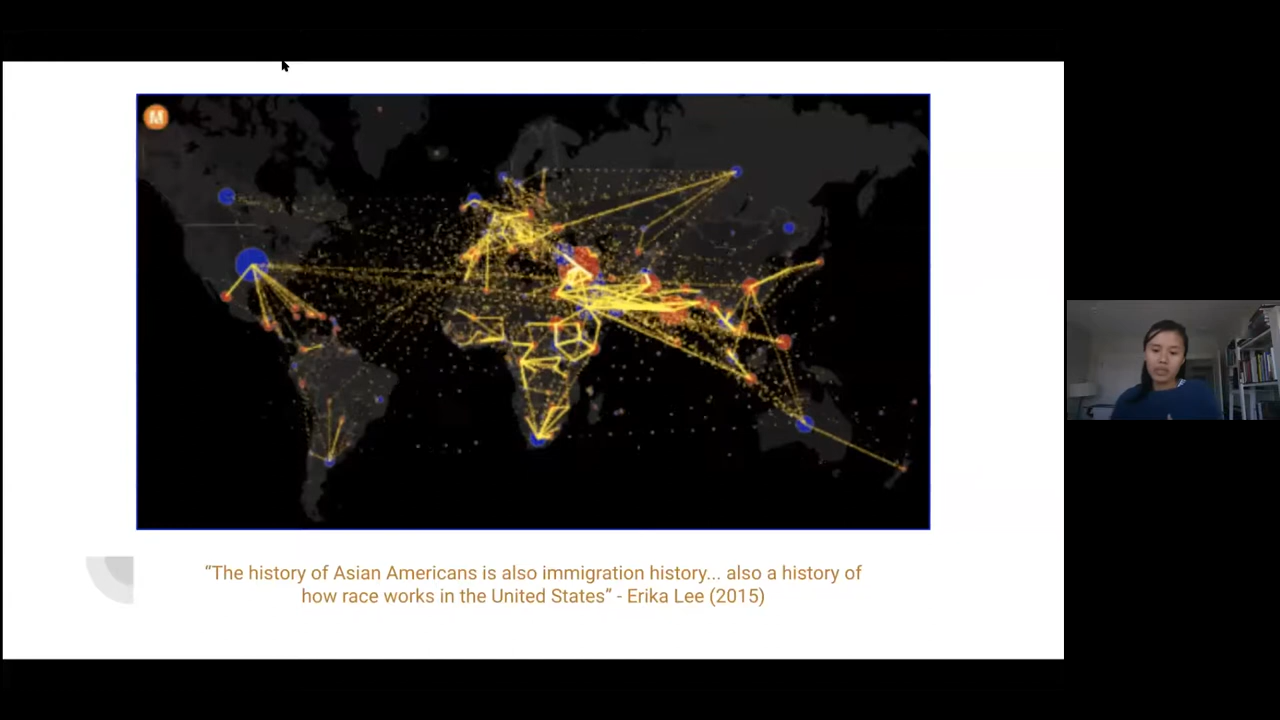 M
“The history of Asian Americans is also immigration history... also a history of
how race works in the United States” - Erika Lee (2015)